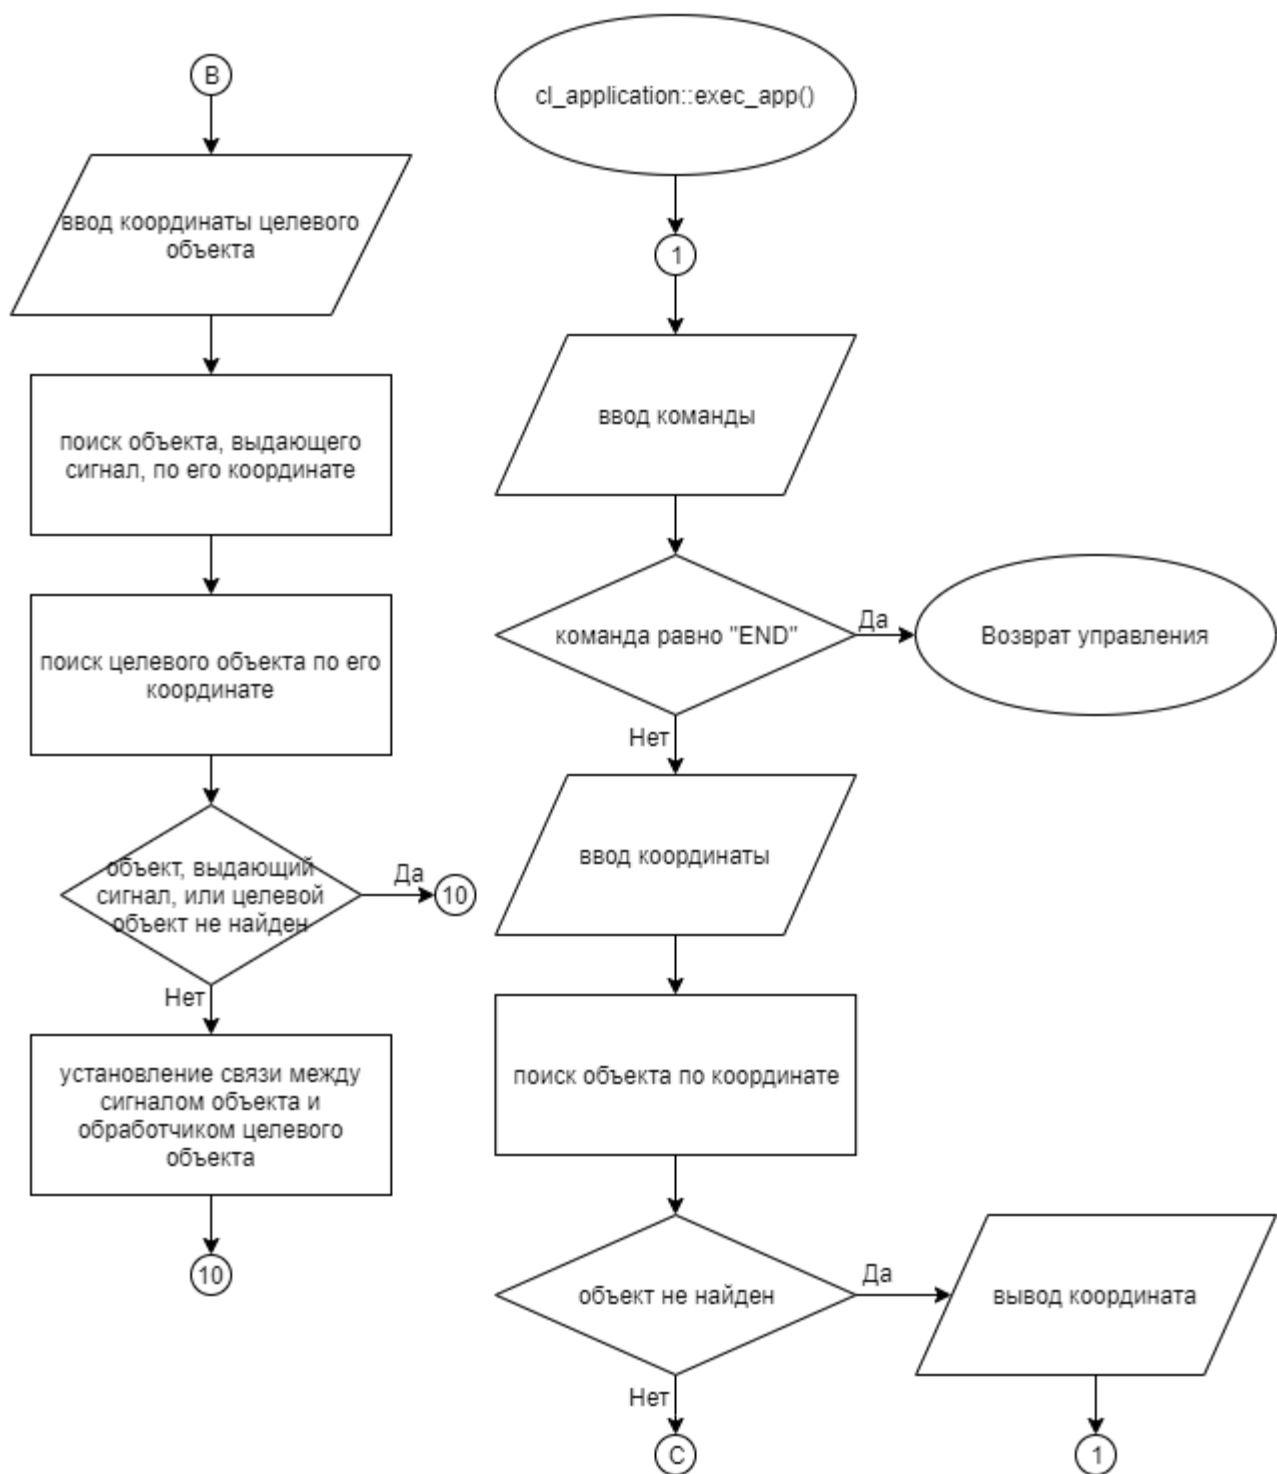 B
ввод координаты целевого
объекта
поиск объекта, выдающего
сигнал, по его координате
поиск целевого объекта по его
координате
объект, выдающий
сигнал, или целевой
объект не найден
Да
10
Нет
установление связи между
сигналом объекта и
обработчиком целевого
объекта
10
cl_application::exec_app()
1
ввод команды
команда равно "END"
Да
Возврат управления
Нет
ввод координаты
поиск объекта по координате
объект не найден
Да
вывод координата
1
Нет
C